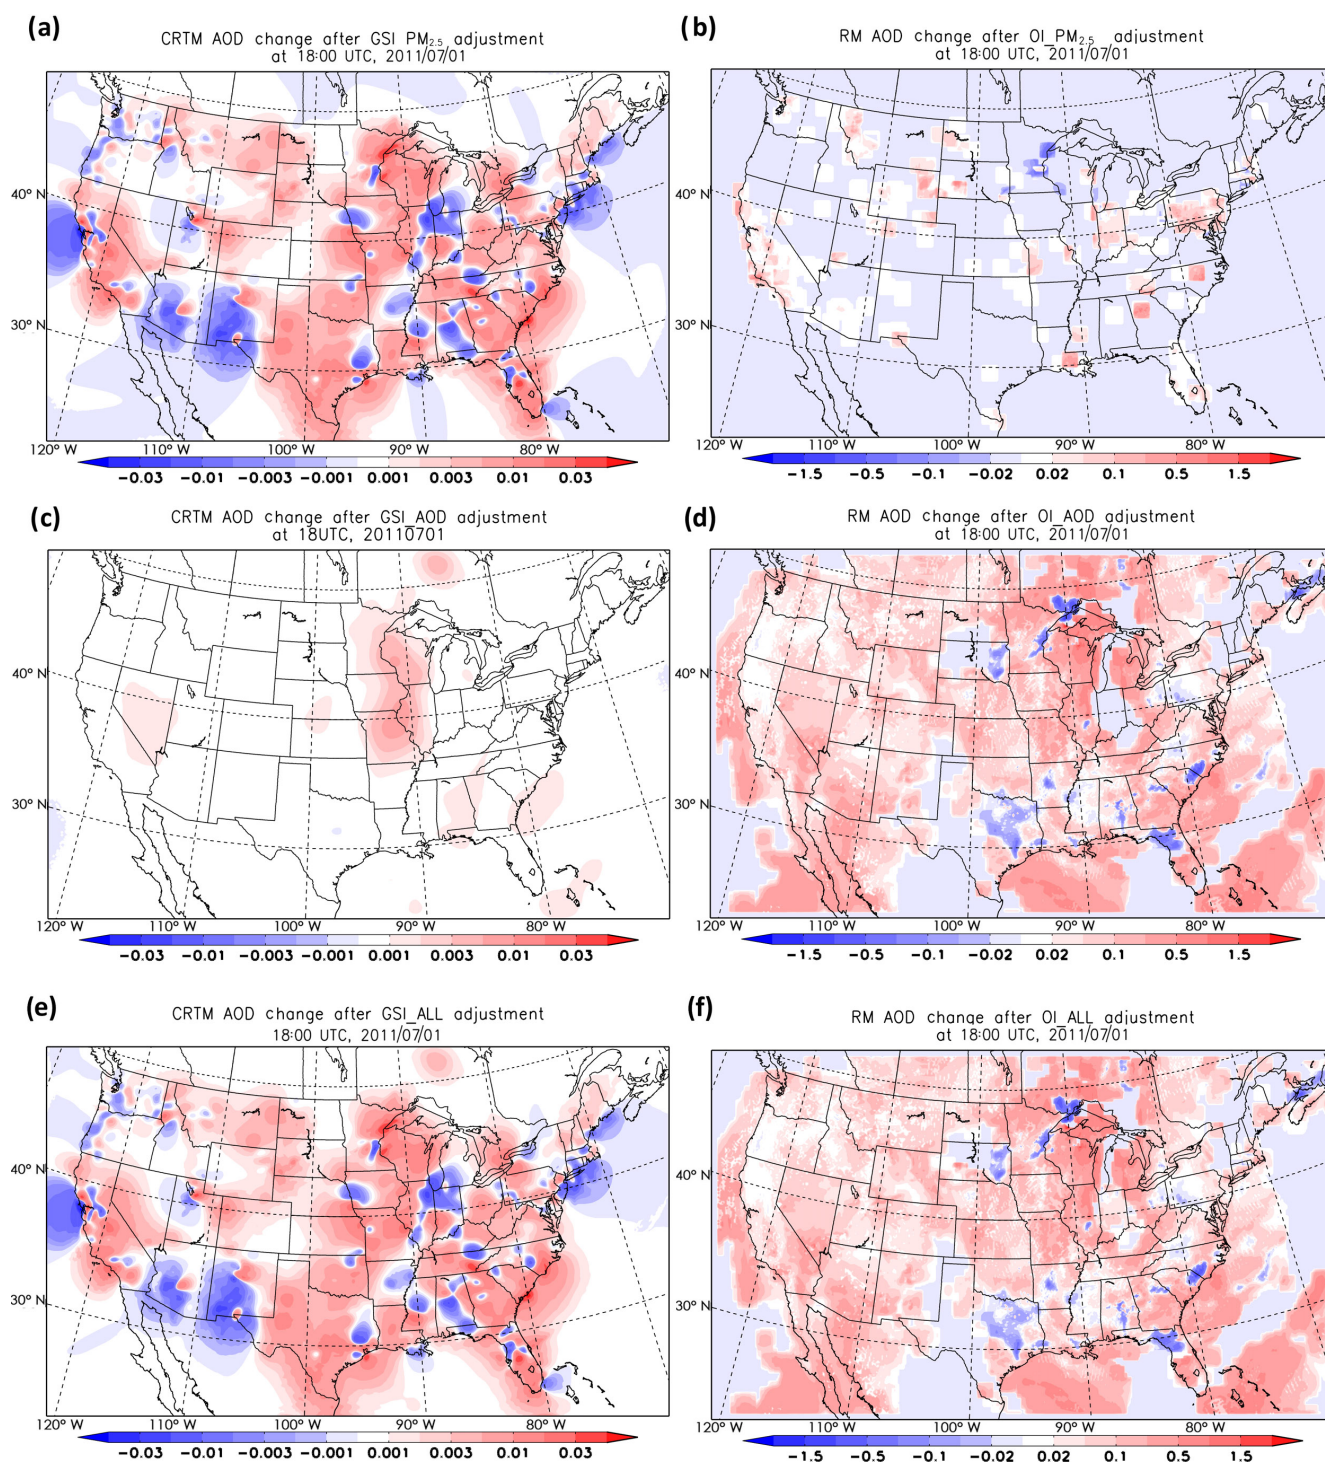 (a)
CRTM AOD change after GSI_PM2.5 adjustment
at 18:00 UTC, 2011/07/01
40° N
30° N
120° W 110° W 100° W 90° W 80° W
−0.03 −0.01 −0.003 −0.001 0.001 0.003 0.01 0.03
(b)
RM AOD change after OI_PM2.5 adjustment
at 18:00 UTC, 2011/07/01
40° N
30° N
120° W 110° W 100° W 90° W 80° W
−1.5 −0.5 −0.1 −0.02 0.02 0.1 0.5 1.5
(c)
CRTM AOD change after GSI_AOD adjustment
at 18UTC, 20110701
40° N
30° N
120° W 110° W 100° W 90° W 80° W
−0.03 −0.01 −0.003 −0.001 0.001 0.003 0.01 0.03
(d)
RM AOD change after OI_AOD adjustment
at 18:00 UTC, 2011/07/01
40° N
30° N
120° W 110° W 100° W 90° W 80° W
−1.5 −0.5 −0.1 −0.02 0.02 0.1 0.5 1.5
(e)
CRTM AOD change after GSI_ALL adjustment
18:00 UTC, 2011/07/01
40° N
30° N
120° W 110° W 100° W 90° W 80° W
−0.03 −0.01 −0.003 −0.001 0.001 0.003 0.01 0.03
(f)
RM AOD change after OI_ALL adjustment
at 18:00 UTC, 2011/07/01
40° N
30° N
120° W 110° W 100° W 90° W 80° W
−1.5 −0.5 −0.1 −0.02 0.02 0.1 0.5 1.5